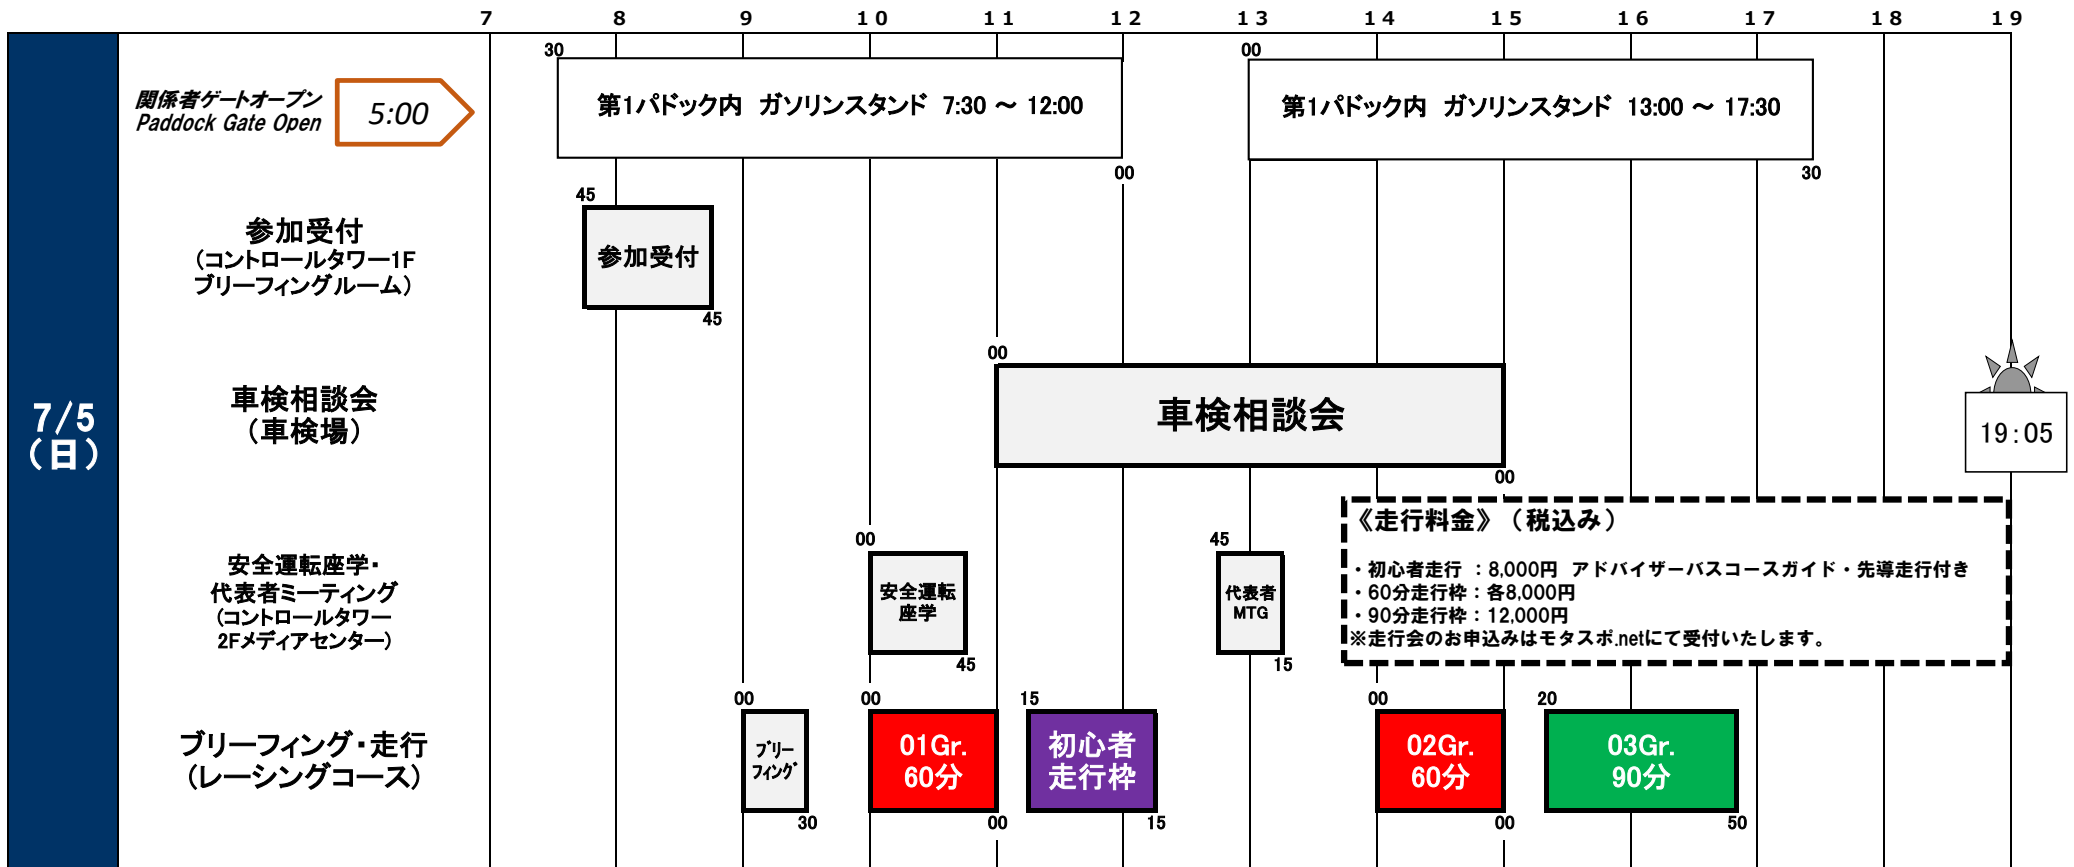 7 8 9 10 11 12 13 14 15 16 17 18 19
30
00
関係者ゲートオープン
Paddock Gate Open
5:00
第1パドック内 ガソリンスタンド 7:30 ～ 12:00
第1パドック内 ガソリンスタンド 13:00 ～ 17:30
00
30
45
参加受付
(コントロールタワー1F
ブリーフィングルーム)
参加受付
45
00
7/5
(日)
車検相談会
(車検場)
車検相談会
00
19:05
00
45
安全運転座学・
代表者ミーティング
(コントロールタワー
2Fメディアセンター)
安全運転
座学
代表者
MTG
45
15
《走行料金》（税込み）
・初心者走行 ：8,000円 アドバイザーバスコースガイド・先導走行付き
・60分走行枠：各8,000円
・90分走行枠：12,000円
※走行会のお申込みはモタスポ.netにて受付いたします。
00
00
15
00
20
ブリーフィング・走行
(レーシングコース)
ﾌﾞﾘｰ
ﾌｨﾝｸﾞ
01Gr.
60分
初心者
走行枠
02Gr.
60分
03Gr.
90分
30
00
15
00
50